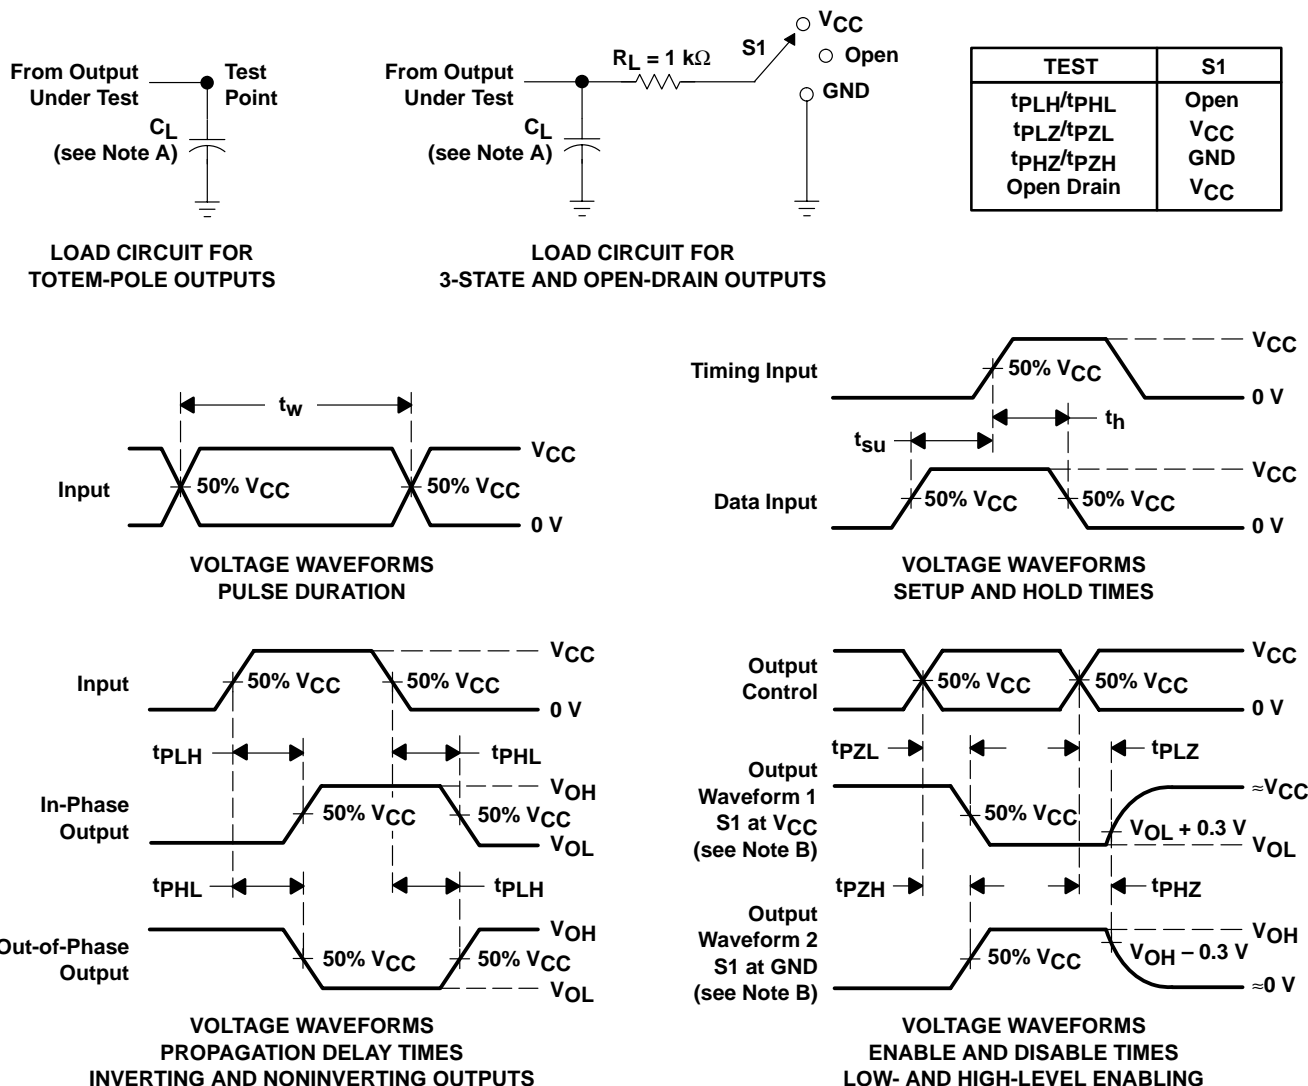 From Output
Under Test
Test
Point
CL
(see Note A)
LOAD CIRCUIT FOR
TOTEM-POLE OUTPUTS
From Output
Under Test
RL = 1 kΩ
S1
VCC
Open
GND
CL
(see Note A)
LOAD CIRCUIT FOR
3-STATE AND OPEN-DRAIN OUTPUTS
TEST S1
tPLH/tPHL Open
tPLZ/tPZL VCC
tPHZ/tPZH GND
Open Drain VCC
tw
Input
50% VCC
50% VCC
VCC
0 V
VOLTAGE WAVEFORMS
PULSE DURATION
Timing Input
50% VCC
VCC
0 V
tsu
th
Data Input
50% VCC
50% VCC
VCC
0 V
VOLTAGE WAVEFORMS
SETUP AND HOLD TIMES
Input
50% VCC
50% VCC
VCC
0 V
tPLH
tPHL
In-Phase
Output
50% VCC
50% VCC
VOH
VOL
tPHL
tPLH
Out-of-Phase
Output
50% VCC
50% VCC
VOH
VOL
VOLTAGE WAVEFORMS
PROPAGATION DELAY TIMES
INVERTING AND NONINVERTING OUTPUTS
Output
Control
50% VCC
50% VCC
VCC
0 V
tPZL
tPLZ
Output
Waveform 1
S1 at VCC
(see Note B)
50% VCC
VOL + 0.3 V
≈VCC
VOL
tPZH
tPHZ
Output
Waveform 2
S1 at GND
(see Note B)
50% VCC
VOH – 0.3 V
VOH
≈0 V
VOLTAGE WAVEFORMS
ENABLE AND DISABLE TIMES
LOW- AND HIGH-LEVEL ENABLING